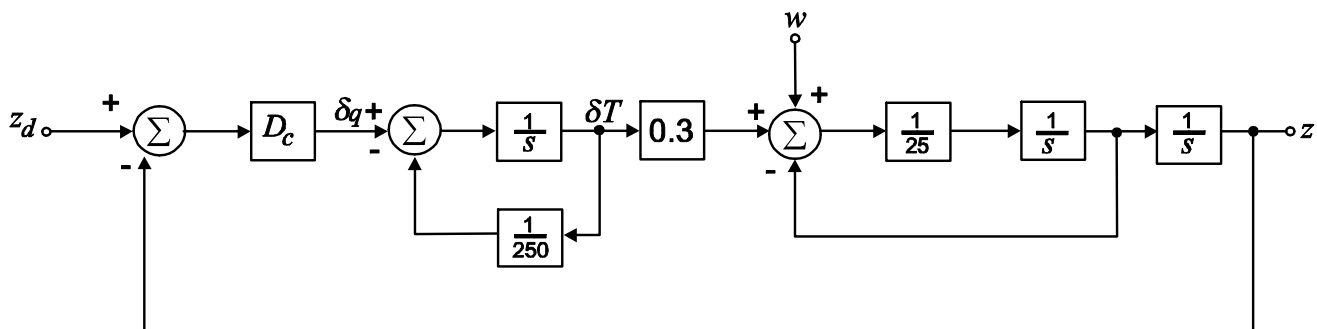 w
+
z_d + Σ - D_c δq + Σ - 1/s δT 0.3 + Σ - 1/25 1/s 1/s z
1/250